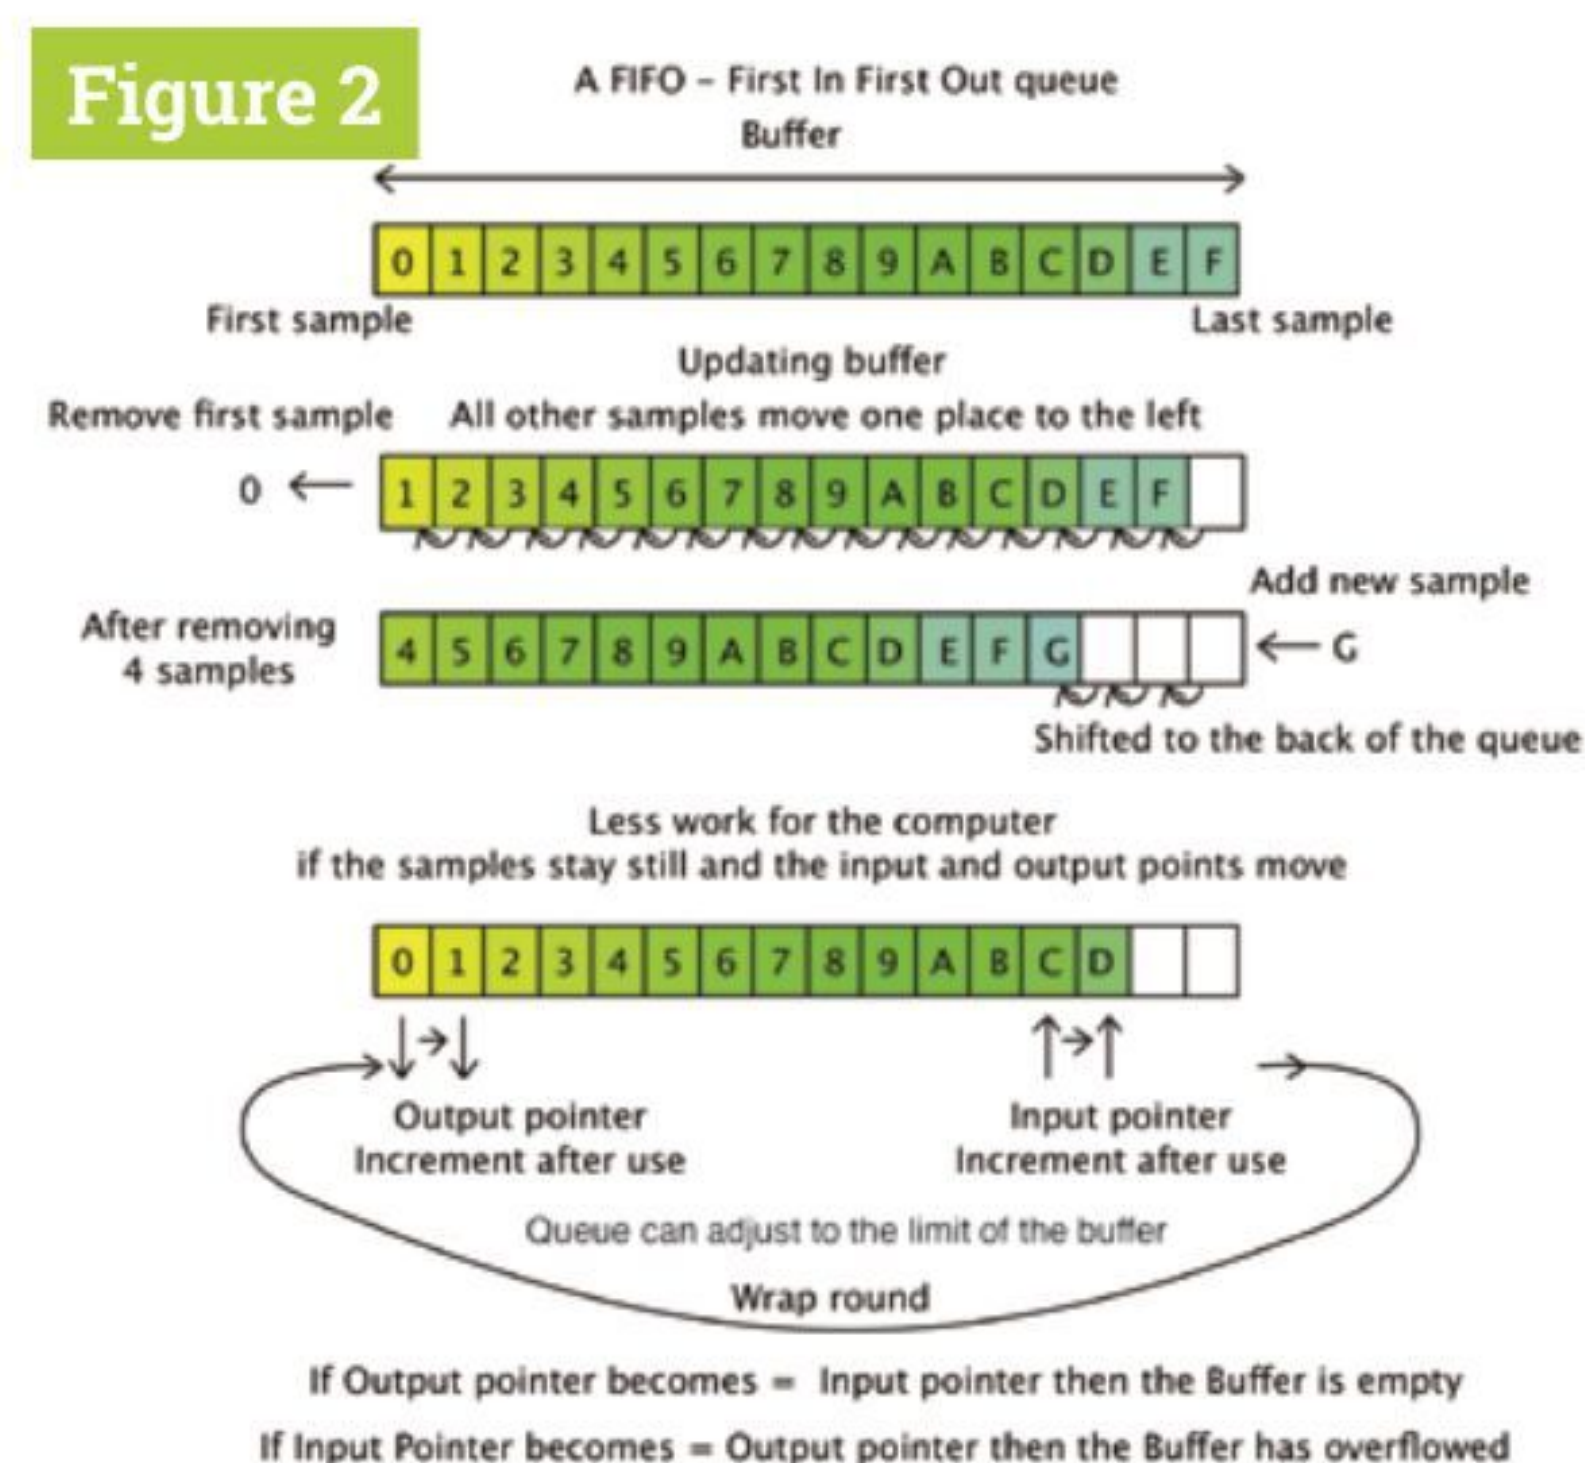 Figure 2
A FIFO – First In First Out queue
Buffer
0 1 2 3 4 5 6 7 8 9 A B C D E F
First sample
Last sample
Updating buffer
Remove first sample
All other samples move one place to the left
0
1 2 3 4 5 6 7 8 9 A B C D E F
Add new sample
After removing
4 samples
4 5 6 7 8 9 A B C D E F G
G
Shifted to the back of the queue
Less work for the computer
if the samples stay still and the input and output points move
0 1 2 3 4 5 6 7 8 9 A B C D
Output pointer
Increment after use
Input pointer
Increment after use
Queue can adjust to the limit of the buffer
Wrap round
If Output pointer becomes = Input pointer then the Buffer is empty
If Input Pointer becomes = Output pointer then the Buffer has overflowed